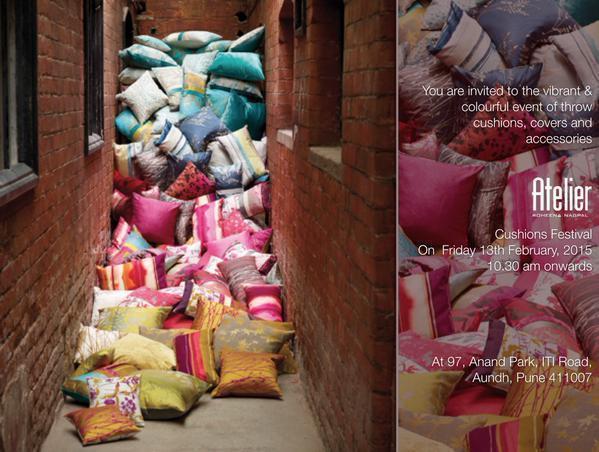 You are invited to the vibrant &
colourful event of throw
cushions, covers and
accessories
Atelier
ROHEENA NAGPAL
Cushions Festival
On Friday 13th February, 2015
10.30 am onwards
At 97, Anand Park, ITI Road,
Aundh, Pune 411007